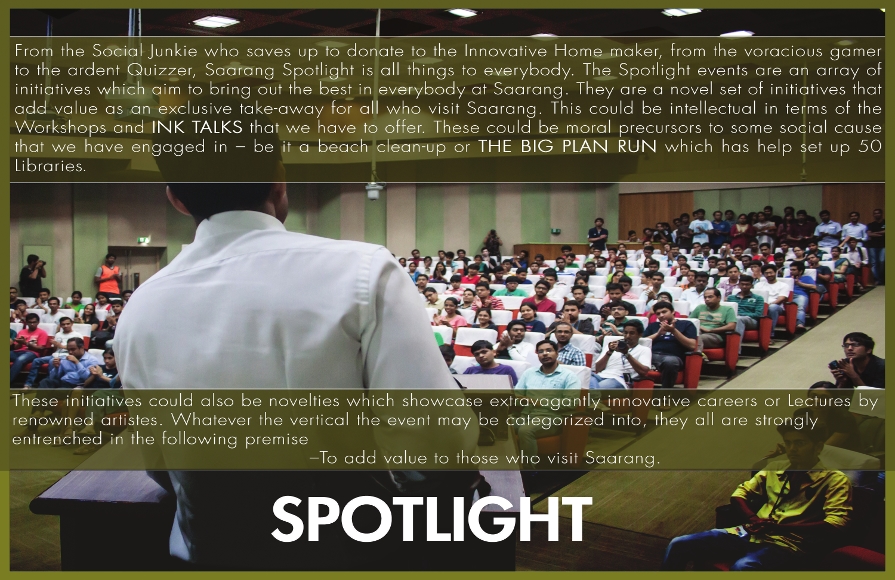 From the Social Junkie who saves up to donate to the Innovative Home maker, from the voracious gamer
to the ardent Quizzer, Saarang Spotlight is all things to everybody. The Spotlight events are an array of
initiatives which aim to bring out the best in everybody at Saarang. They are a novel set of initiatives that
add value as an exclusive take-away for all who visit Saarang. This could be intellectual in terms of the
Workshops and INK TALKS that we have to offer. These could be moral precursors to some social cause
that we have engaged in – be it a beach clean-up or THE BIG PLAN RUN which has help set up 50
Libraries.
These initiatives could also be novelties which showcase extravagantly innovative careers or Lectures by
renowned artistes. Whatever the vertical the event may be categorized into, they all are strongly
entrenched in the following premise
–To add value to those who visit Saarang.
SPOTLIGHT